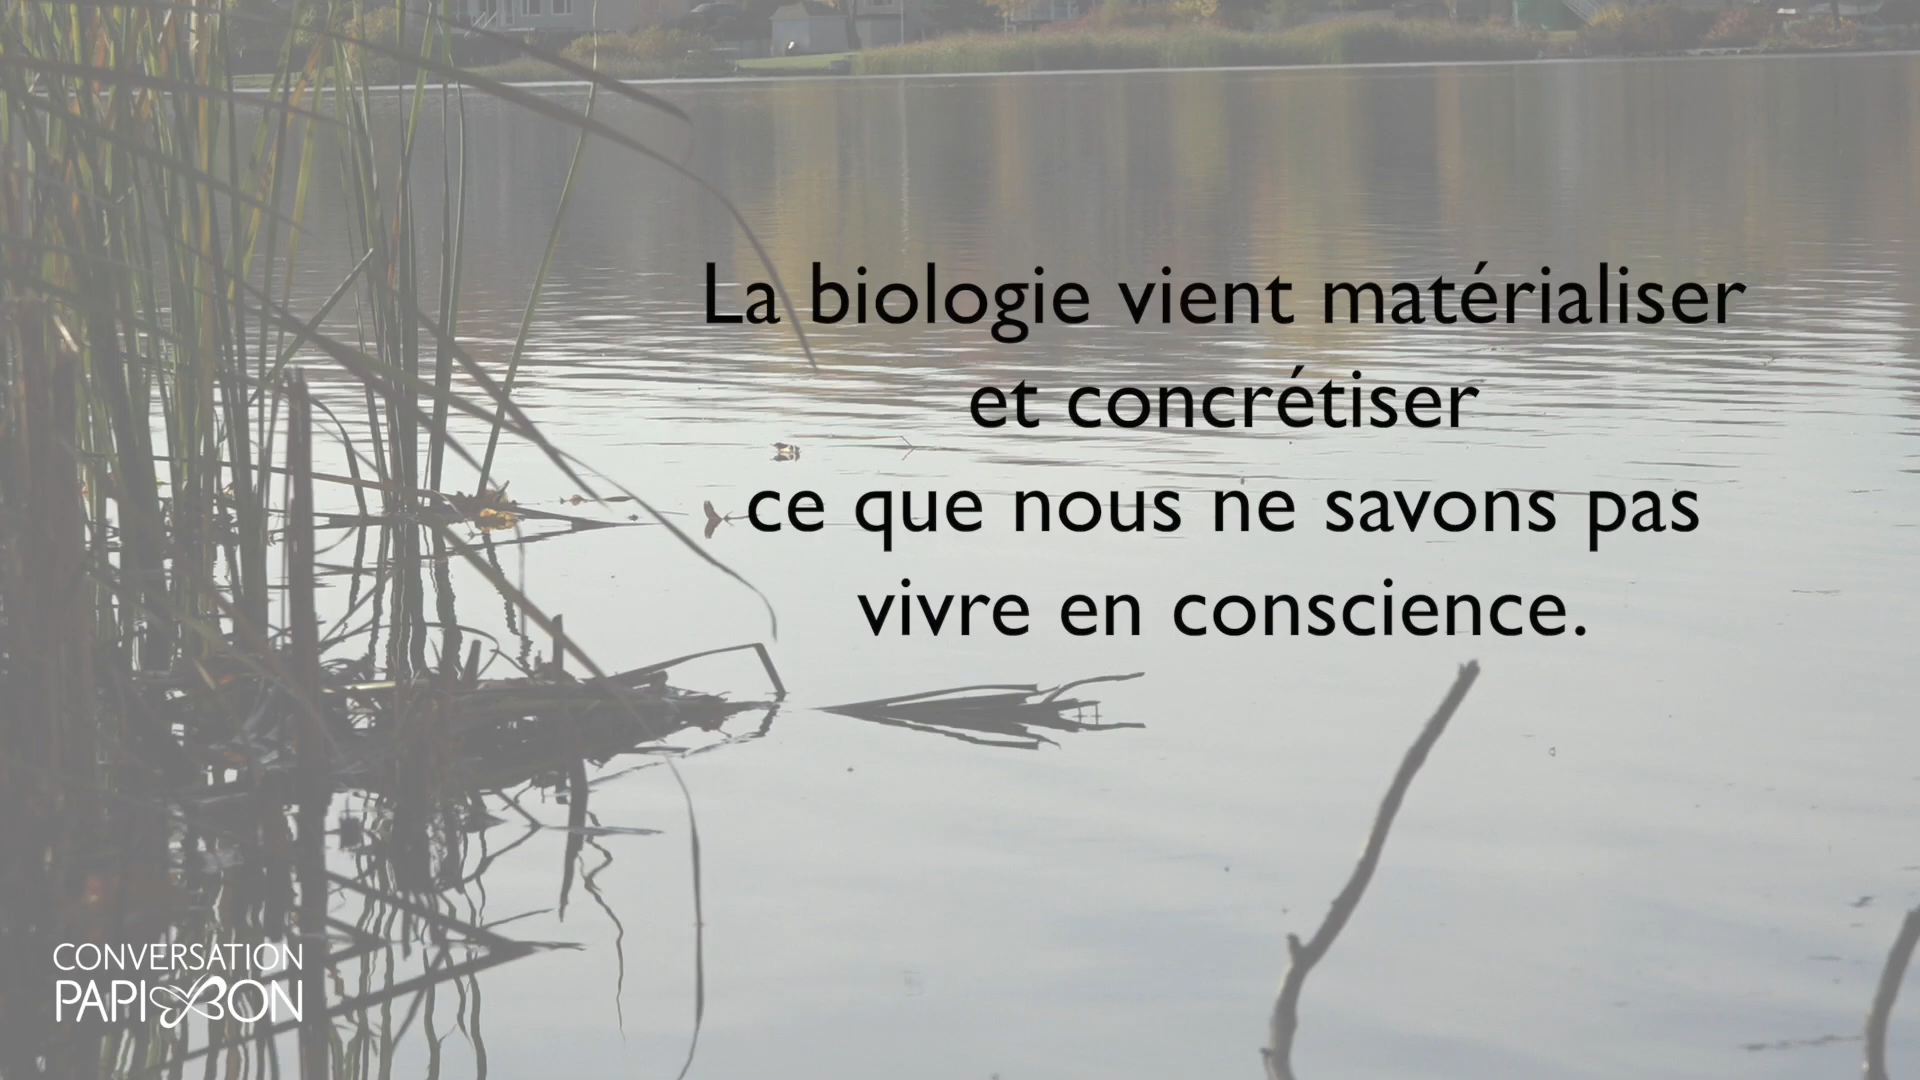 La biologie vient matérialiser
et concrétiser
ce que nous ne savons pas
vivre en conscience.
CONVERSATION
PAPILLON